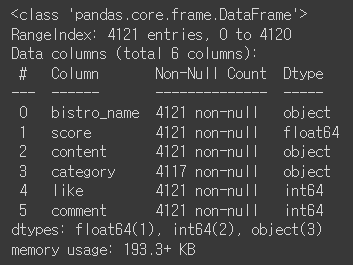 <class 'pandas.core.frame.DataFrame'>
RangeIndex: 4121 entries, 0 to 4120
Data columns (total 6 columns):
 #   Column       Non-Null Count  Dtype
---  ------       --------------  -----
 0   bistro_name  4121 non-null   object
 1   score        4121 non-null   float64
 2   content      4121 non-null   object
 3   category     4117 non-null   object
 4   like         4121 non-null   int64
 5   comment      4121 non-null   int64
dtypes: float64(1), int64(2), object(3)
memory usage: 193.3+ KB